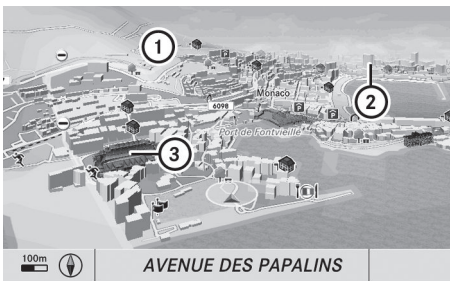 1
6098
2
Monaco
Port de Fontvieille
3
100m
AVENUE DES PAPALINS